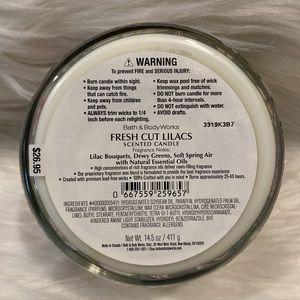 WARNING
To prevent FIRE and SERIOUS INJURY:
• Burn candle within sight.
• Keep away from things that can catch fire.
• Keep away from children and pets.
• ALWAYS trim wicks to 1/4 inch before each lighting.
• Keep wax pool free of wick trimmings and matches.
• DO NOT burn candle for more than 4-hour intervals.
• DO NOT extinguish with water.
• AVOID drafts.
Bath & Body Works
FRESH CUT LILACS
SCENTED CANDLE
Fragrance Notes:
Lilac Bouquets, Dewy Greens, Soft Spring Air
with Natural Essential Oils
• High concentrations of rich fragrance oils deliver room-filling fragrance
• Our proprietary fragrance wax blend is formulated to provide the best fragrance experience
• Created with premium lead-free wicks • 100% Crafted with you in mind • Burns approximately 25-45 hours.
0 667559 259657
3319K3B7
$26.95
NET WT 14.5 oz / 411 g